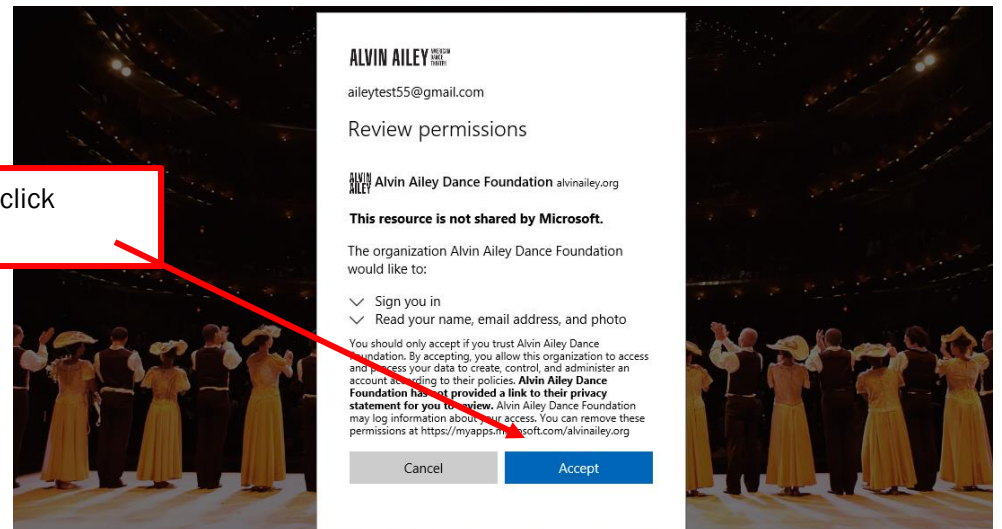 ALVIN AILEY AMERICAN DANCE THEATER
aileytest55@gmail.com
Review permissions
ALVIN AILEY Alvin Ailey Dance Foundation alvinailey.org
click
This resource is not shared by Microsoft.
The organization Alvin Ailey Dance Foundation
would like to:
Sign you in
Read your name, email address, and photo
You should only accept if you trust Alvin Ailey Dance
Foundation. By accepting, you allow this organization to access
and process your data to create, control, and administer an
account according to their policies. Alvin Ailey Dance
Foundation has not provided a link to their privacy
statement for you to review. Alvin Ailey Dance Foundation
may log information about your access. You can remove these
permissions at https://myapps.microsoft.com/alvinailey.org
Cancel
Accept